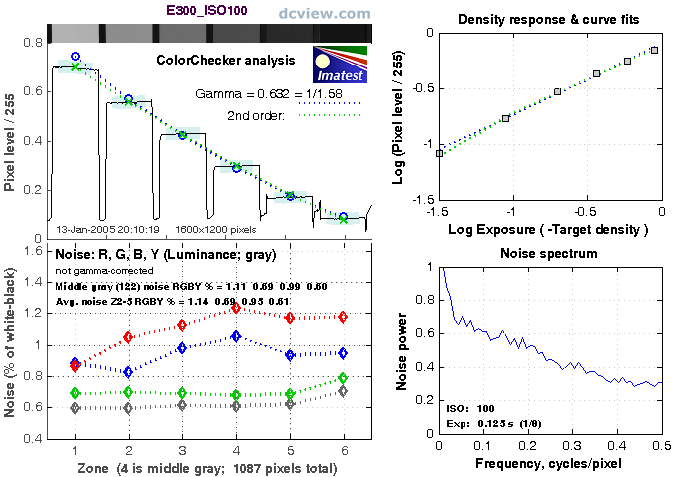 E300_ISO100
dcview.com
ColorChecker analysis
Imatest
Gamma = 0.632 = 1/1.58
2nd order:
13-Jan-2005 20:10:19 1600x1200 pixels
Pixel level / 255
0.8
0.6
0.4
0.2
0
Density response & curve fits
Log (Pixel level / 255)
0
-0.5
-1
-1.5
-1.5 -1 -0.5 0
Log Exposure ( -Target density )
Noise: R, G, B, Y (Luminance; gray)
not gamma-corrected
Middle gray (122) noise RGBY % = 1.11 0.69 0.99 0.60
Avg. noise Z2-5 RGBY % = 1.14 0.69 0.95 0.61
Noise (% of white-black)
1.6
1.4
1.2
1
0.8
0.6
0.4
1 2 3 4 5 6
Zone (4 is middle gray; 1087 pixels total)
Noise spectrum
Noise power
1
0.8
0.6
0.4
0.2
0
ISO: 100
Exp: 0.125 s (1/8)
0 0.1 0.2 0.3 0.4 0.5
Frequency, cycles/pixel